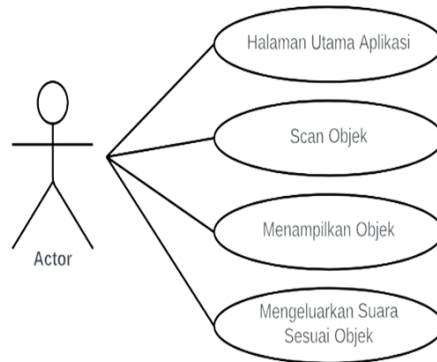 Halaman Utama Aplikasi
Scan Objek
Menampilkan Objek
Actor
Mengeluarkan Suara
Sesuai Objek